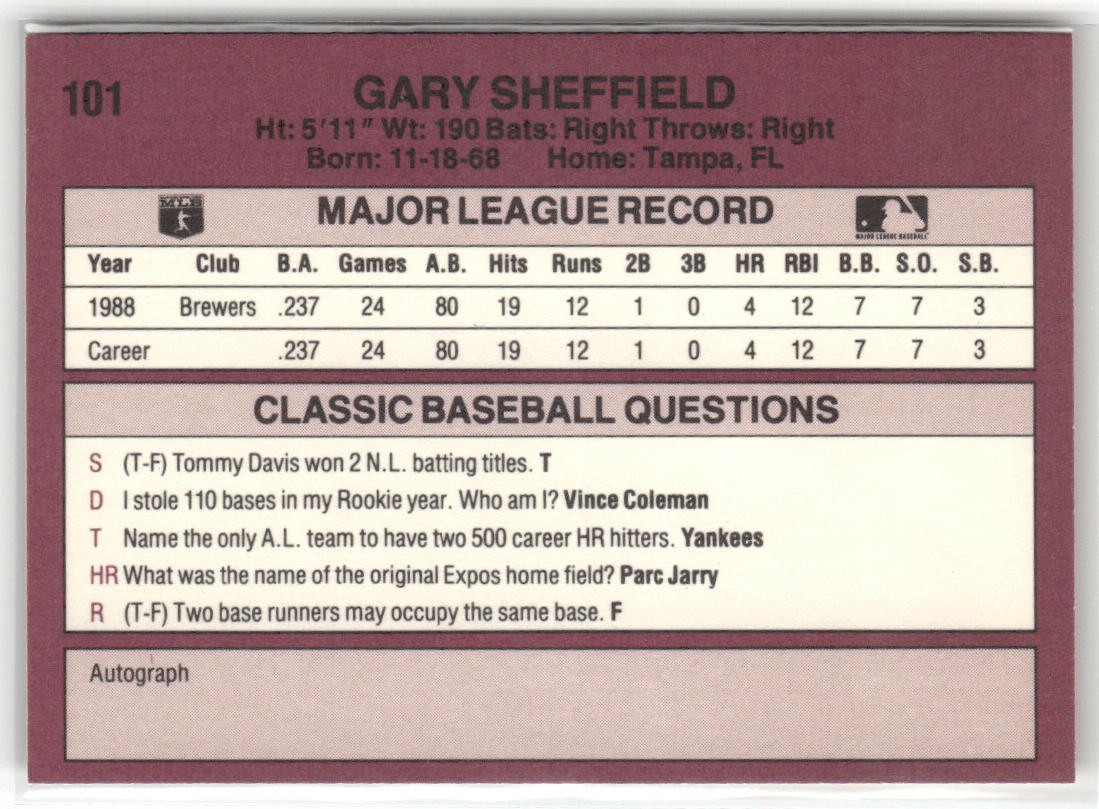 101
GARY SHEFFIELD
Ht: 5'11" Wt: 190 Bats: Right Throws: Right
Born: 11-18-68 Home: Tampa, FL
MLB MAJOR LEAGUE RECORD MAJOR LEAGUE BASEBALL
Year Club B.A. Games A.B. Hits Runs 2B 3B HR RBI B.B. S.O. S.B.
1988 Brewers .237 24 80 19 12 1 0 4 12 7 7 3
Career .237 24 80 19 12 1 0 4 12 7 7 3
CLASSIC BASEBALL QUESTIONS
S (T-F) Tommy Davis won 2 N.L. batting titles. T
D I stole 110 bases in my Rookie year. Who am I? Vince Coleman
T Name the only A.L. team to have two 500 career HR hitters. Yankees
HR What was the name of the original Expos home field? Parc Jarry
R (T-F) Two base runners may occupy the same base. F
Autograph